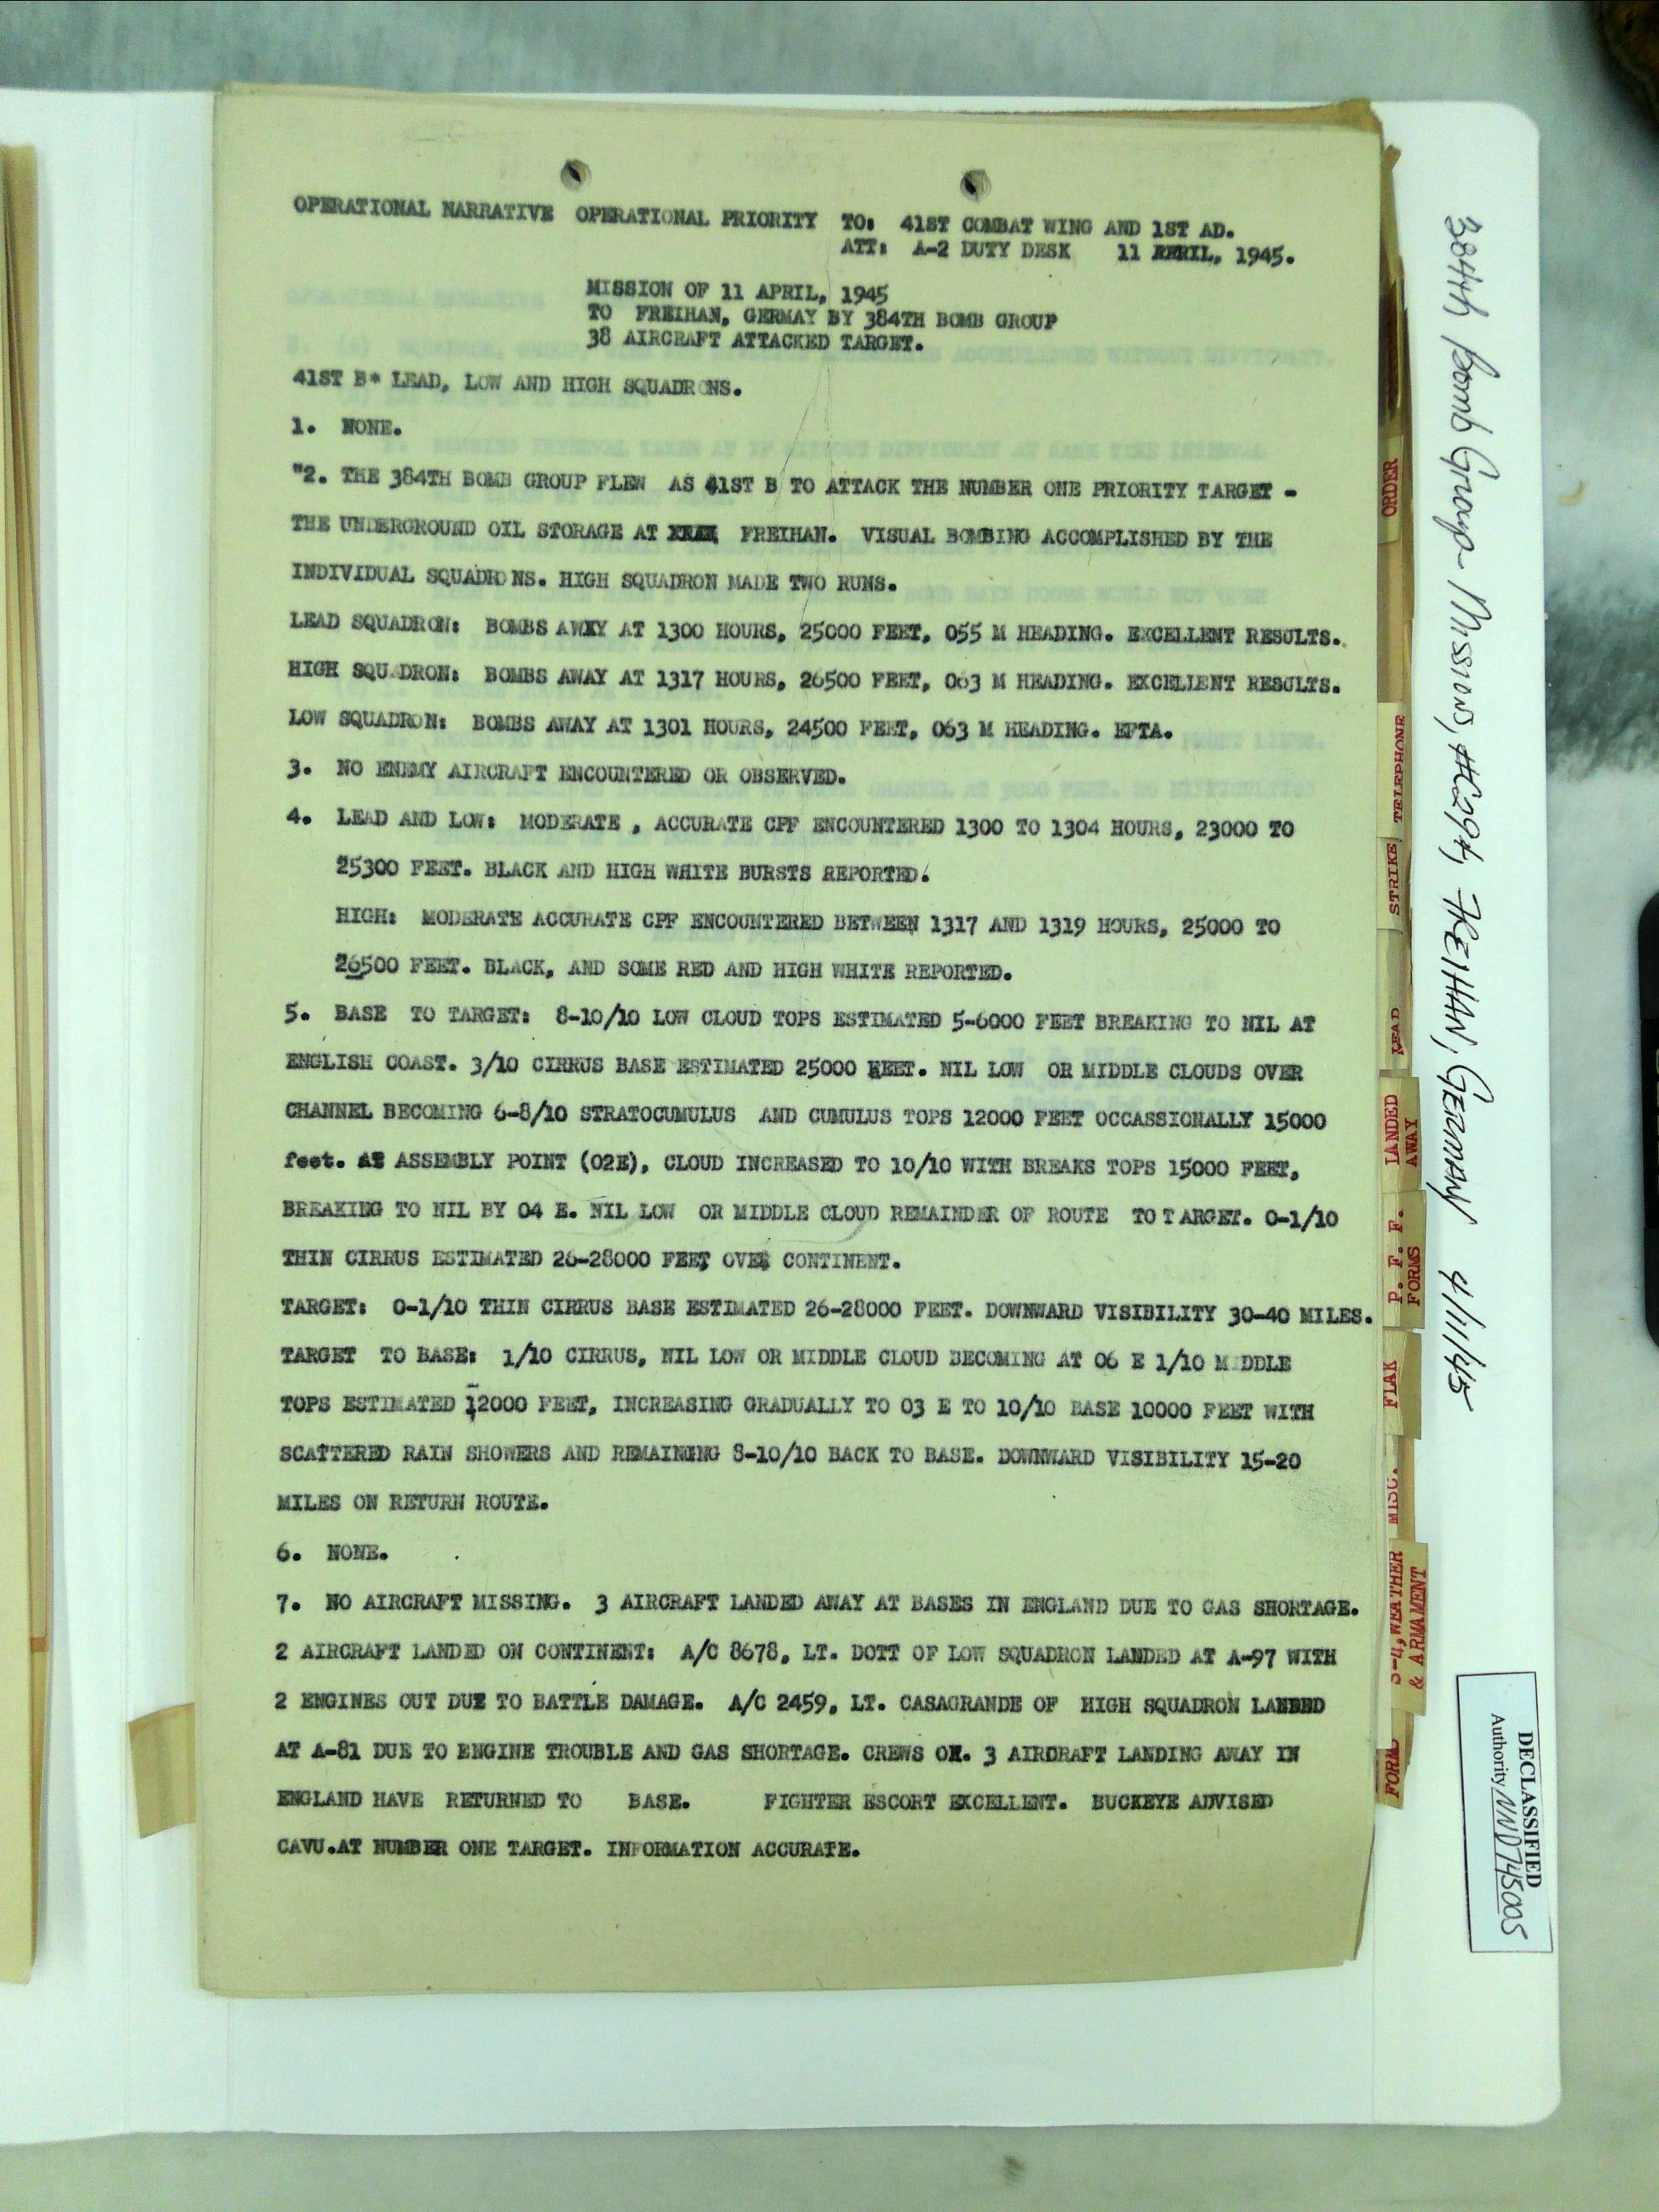 OPERATIONAL NARRATIVE OPERATIONAL PRIORITY TO: 41ST COMBAT WING AND 1ST AD.
ATT: A-2 DUTY DESK 11 APRIL, 1945.
MISSION OF 11 APRIL, 1945
TO FREIHAN, GERMAY BY 384TH BOMB GROUP
38 AIRCRAFT ATTACKED TARGET.
41ST B* LEAD, LOW AND HIGH SQUADRONS.
1. NONE.
"2. THE 384TH BOMB GROUP FLEW AS 41ST B TO ATTACK THE NUMBER ONE PRIORITY TARGET -
THE UNDERGROUND OIL STORAGE AT FREIHAN. VISUAL BOMBING ACCOMPLISHED BY THE
INDIVIDUAL SQUADRONS. HIGH SQUADRON MADE TWO RUNS.
LEAD SQUADRON: BOMBS AWAY AT 1300 HOURS, 25000 FEET, 055 M HEADING. EXCELLENT RESULTS.
HIGH SQUADRON: BOMBS AWAY AT 1317 HOURS, 26500 FEET, 063 M HEADING. EXCELLENT RESULTS.
LOW SQUADRON: BOMBS AWAY AT 1301 HOURS, 24500 FEET, 063 M HEADING. EFTA.
3. NO ENEMY AIRCRAFT ENCOUNTERED OR OBSERVED.
4. LEAD AND LOW: MODERATE , ACCURATE CPF ENCOUNTERED 1300 TO 1304 HOURS, 23000 TO
25300 FEET. BLACK AND HIGH WHITE BURSTS REPORTED.
HIGH: MODERATE ACCURATE CPF ENCOUNTERED BETWEEN 1317 AND 1319 HOURS, 25000 TO
26500 FEET. BLACK, AND SOME RED AND HIGH WHITE REPORTED.
5. BASE TO TARGET: 8-10/10 LOW CLOUD TOPS ESTIMATED 5-6000 FEET BREAKING TO NIL AT
ENGLISH COAST. 3/10 CIRRUS BASE ESTIMATED 25000 FEET. NIL LOW OR MIDDLE CLOUDS OVER
CHANNEL BECOMING 6-8/10 STRATOCUMULUS AND CUMULUS TOPS 12000 FEET OCCASSIONALLY 15000
feet. AT ASSEMBLY POINT (02E), CLOUD INCREASED TO 10/10 WITH BREAKS TOPS 15000 FEET,
BREAKING TO NIL BY 04 E. NIL LOW OR MIDDLE CLOUD REMAINDER OF ROUTE TO TARGET. 0-1/10
THIN CIRRUS ESTIMATED 26-28000 FEET OVER CONTINENT.
TARGET: 0-1/10 THIN CIRRUS BASE ESTIMATED 26-28000 FEET. DOWNWARD VISIBILITY 30-40 MILES.
TARGET TO BASE: 1/10 CIRRUS, NIL LOW OR MIDDLE CLOUD BECOMING AT 06 E 1/10 MIDDLE
TOPS ESTIMATED 12000 FEET, INCREASING GRADUALLY TO 03 E TO 10/10 BASE 10000 FEET WITH
SCATTERED RAIN SHOWERS AND REMAINING 8-10/10 BACK TO BASE. DOWNWARD VISIBILITY 15-20
MILES ON RETURN ROUTE.
6. NONE.
7. NO AIRCRAFT MISSING. 3 AIRCRAFT LANDED AWAY AT BASES IN ENGLAND DUE TO GAS SHORTAGE.
2 AIRCRAFT LANDED ON CONTINENT: A/C 8678, LT. DOTT OF LOW SQUADRON LANDED AT A-97 WITH
2 ENGINES OUT DUE TO BATTLE DAMAGE. A/C 2459, LT. CASAGRANDE OF HIGH SQUADRON LANDED
AT A-81 DUE TO ENGINE TROUBLE AND GAS SHORTAGE. CREWS OK. 3 AIRDRAFT LANDING AWAY IN
ENGLAND HAVE RETURNED TO BASE. FIGHTER ESCORT EXCELLENT. BUCKEYE ADVISED
CAVU.AT NUMBER ONE TARGET. INFORMATION ACCURATE.
ORDER
TELEPHONE
STRIKE
LEAD
LANDED
AWAY
P. F. F.
FORMS
FLAK
MISC.
S-4, WEATHER
& ARMAMENT
FORM
384th Bomb Group- Mission, #294, FREIHAN, GERMANY 4/11/45
DECLASSIFIED
Authority NND745005